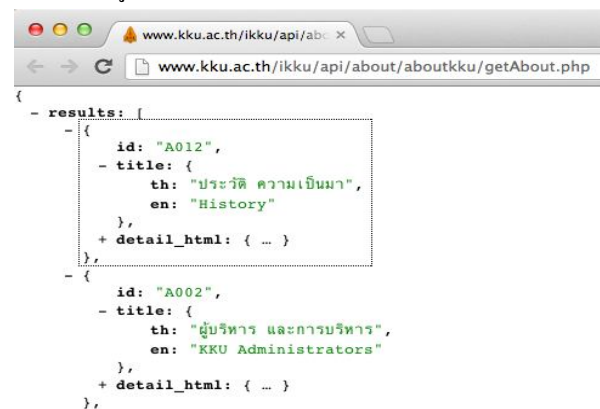 www.kku.ac.th/ikku/api/abc ×
www.kku.ac.th/ikku/api/about/aboutkku/getAbout.php
{
- results: [
- {
id: "A012",
- title: {
th: "ประวัติ ความเป็นมา",
en: "History"
},
+ detail_html: { … }
},
- {
id: "A002",
- title: {
th: "ผู้บริหาร และการบริหาร",
en: "KKU Administrators"
},
+ detail_html: { … }
},